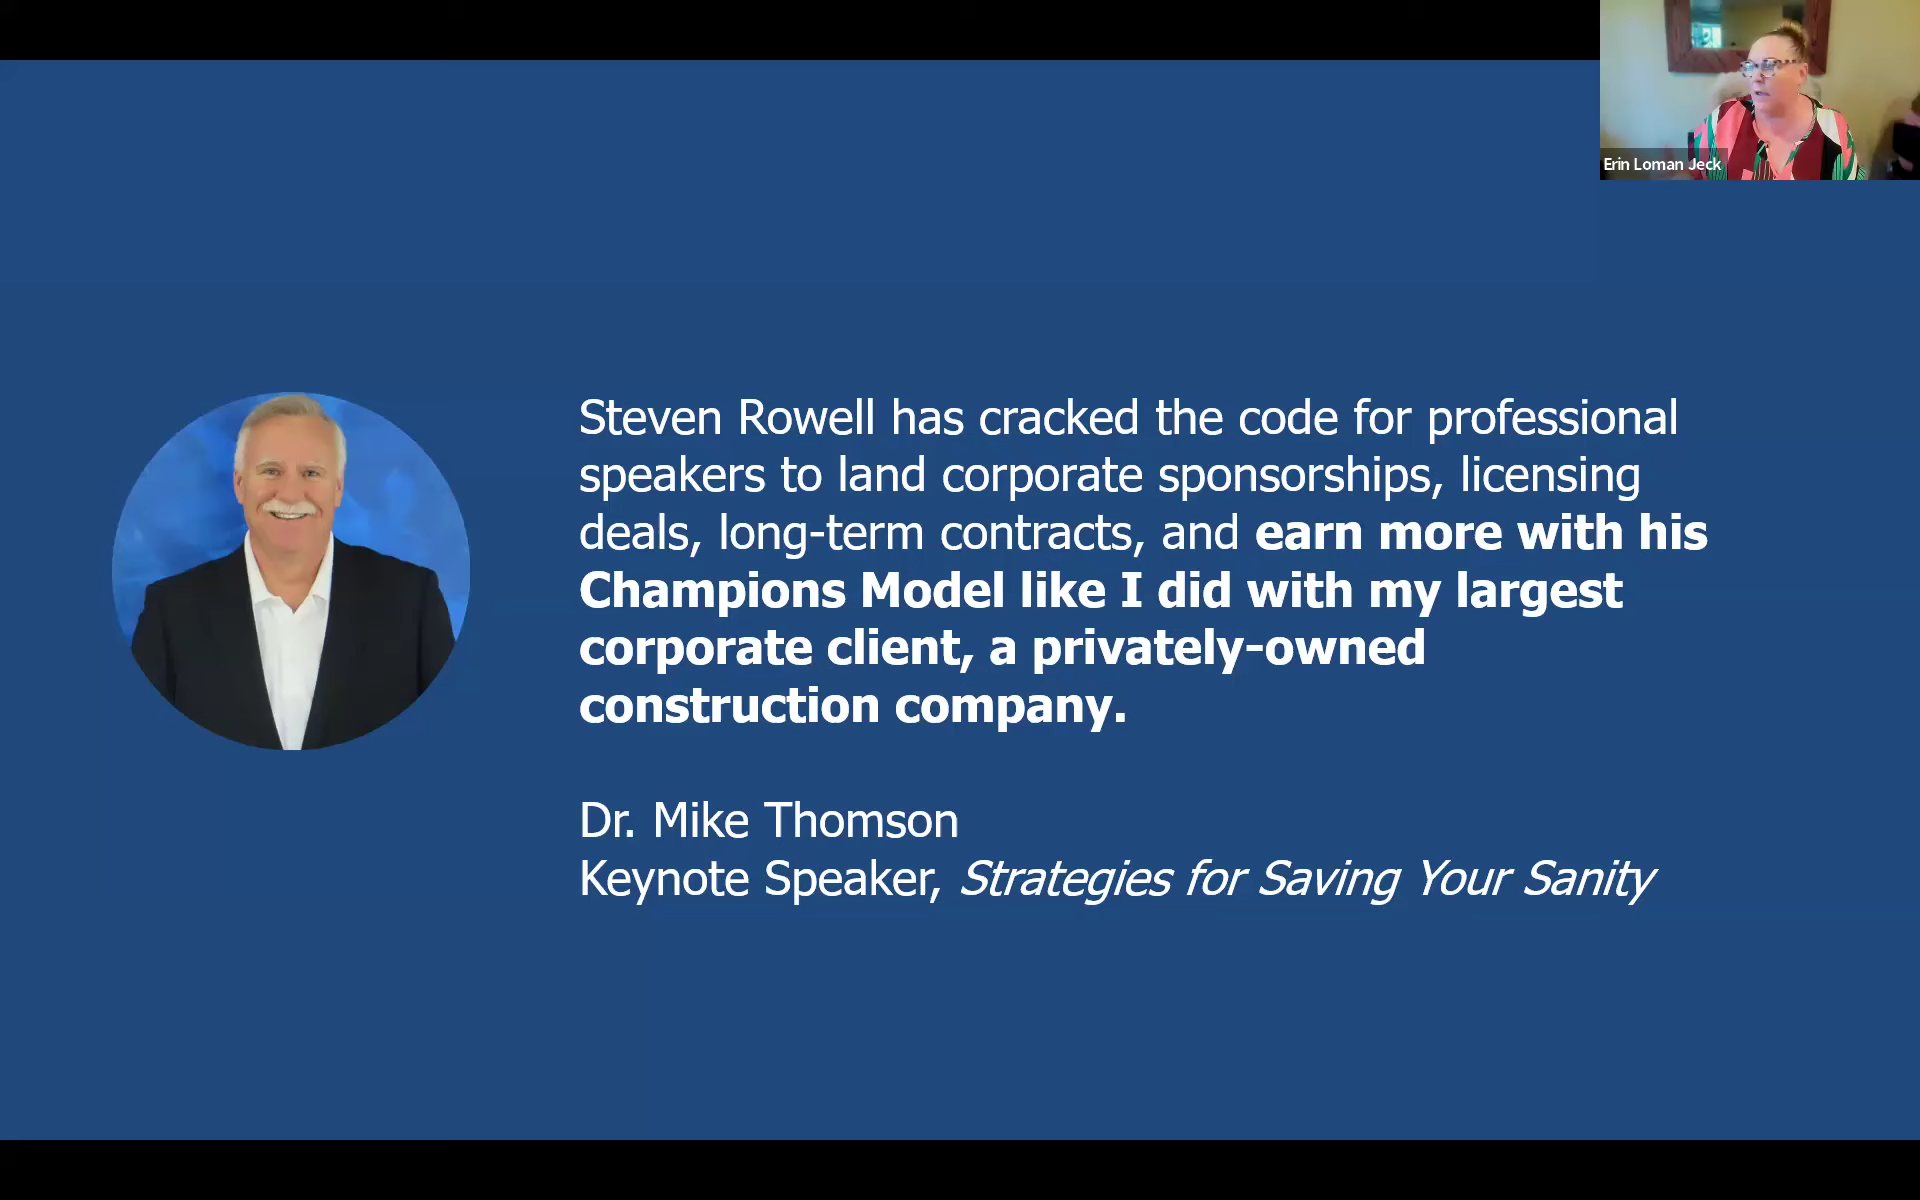 Erin Loman Jeck
Steven Rowell has cracked the code for professional
speakers to land corporate sponsorships, licensing
deals, long-term contracts, and earn more with his
Champions Model like I did with my largest
corporate client, a privately-owned
construction company.
Dr. Mike Thomson
Keynote Speaker, Strategies for Saving Your Sanity